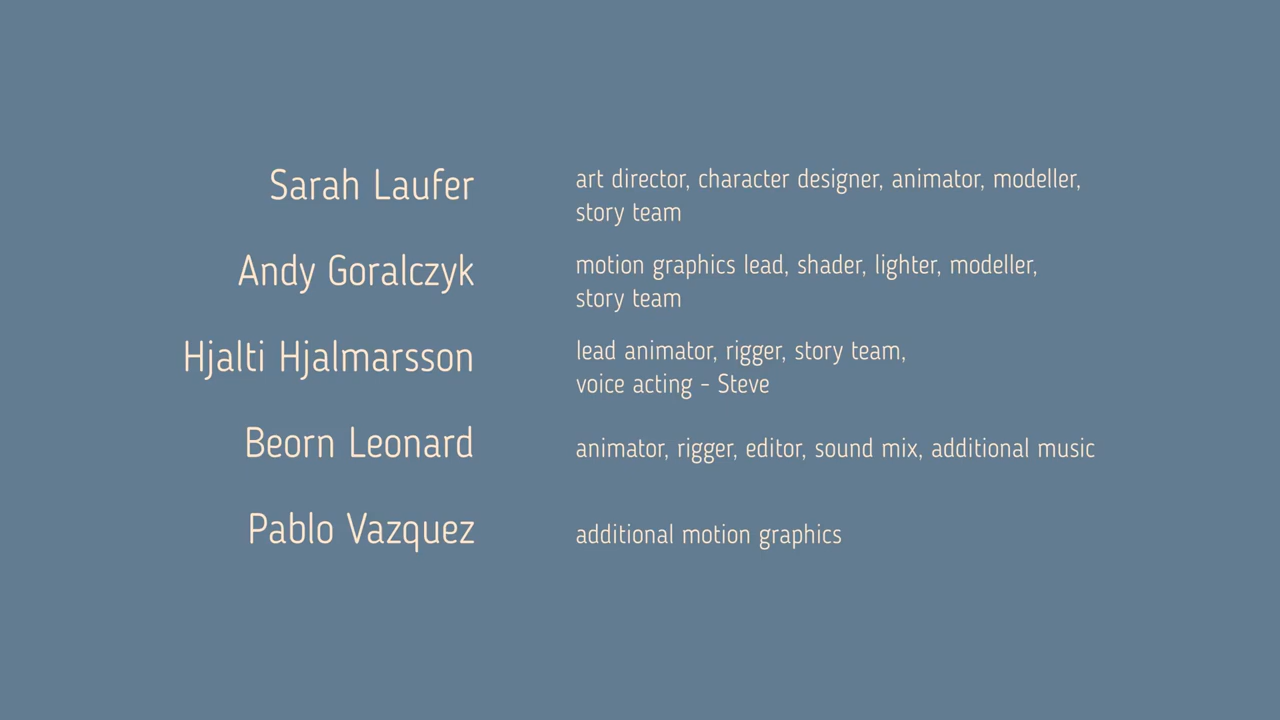 Sarah Laufer
art director, character designer, animator, modeller,
story team
Andy Goralczyk
motion graphics lead, shader, lighter, modeller,
story team
Hjalti Hjalmarsson
lead animator, rigger, story team,
voice acting - Steve
Beorn Leonard
animator, rigger, editor, sound mix, additional music
Pablo Vazquez
additional motion graphics